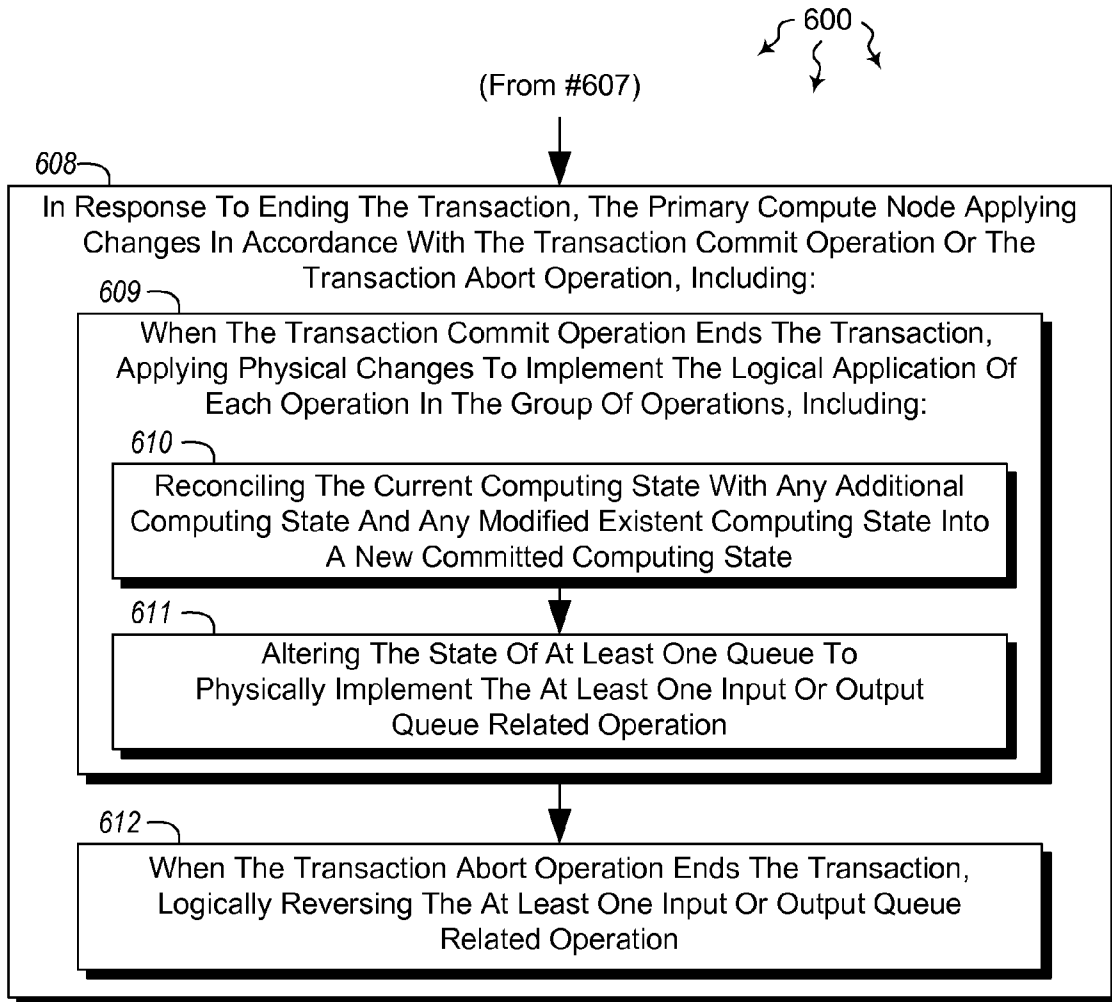 600
(From #607)
608
In Response To Ending The Transaction, The Primary Compute Node Applying
Changes In Accordance With The Transaction Commit Operation Or The
Transaction Abort Operation, Including:
609
When The Transaction Commit Operation Ends The Transaction,
Applying Physical Changes To Implement The Logical Application Of
Each Operation In The Group Of Operations, Including:
610
Reconciling The Current Computing State With Any Additional
Computing State And Any Modified Existent Computing State Into
A New Committed Computing State
611
Altering The State Of At Least One Queue To
Physically Implement The At Least One Input Or Output
Queue Related Operation
612
When The Transaction Abort Operation Ends The Transaction,
Logically Reversing The At Least One Input Or Output Queue
Related Operation